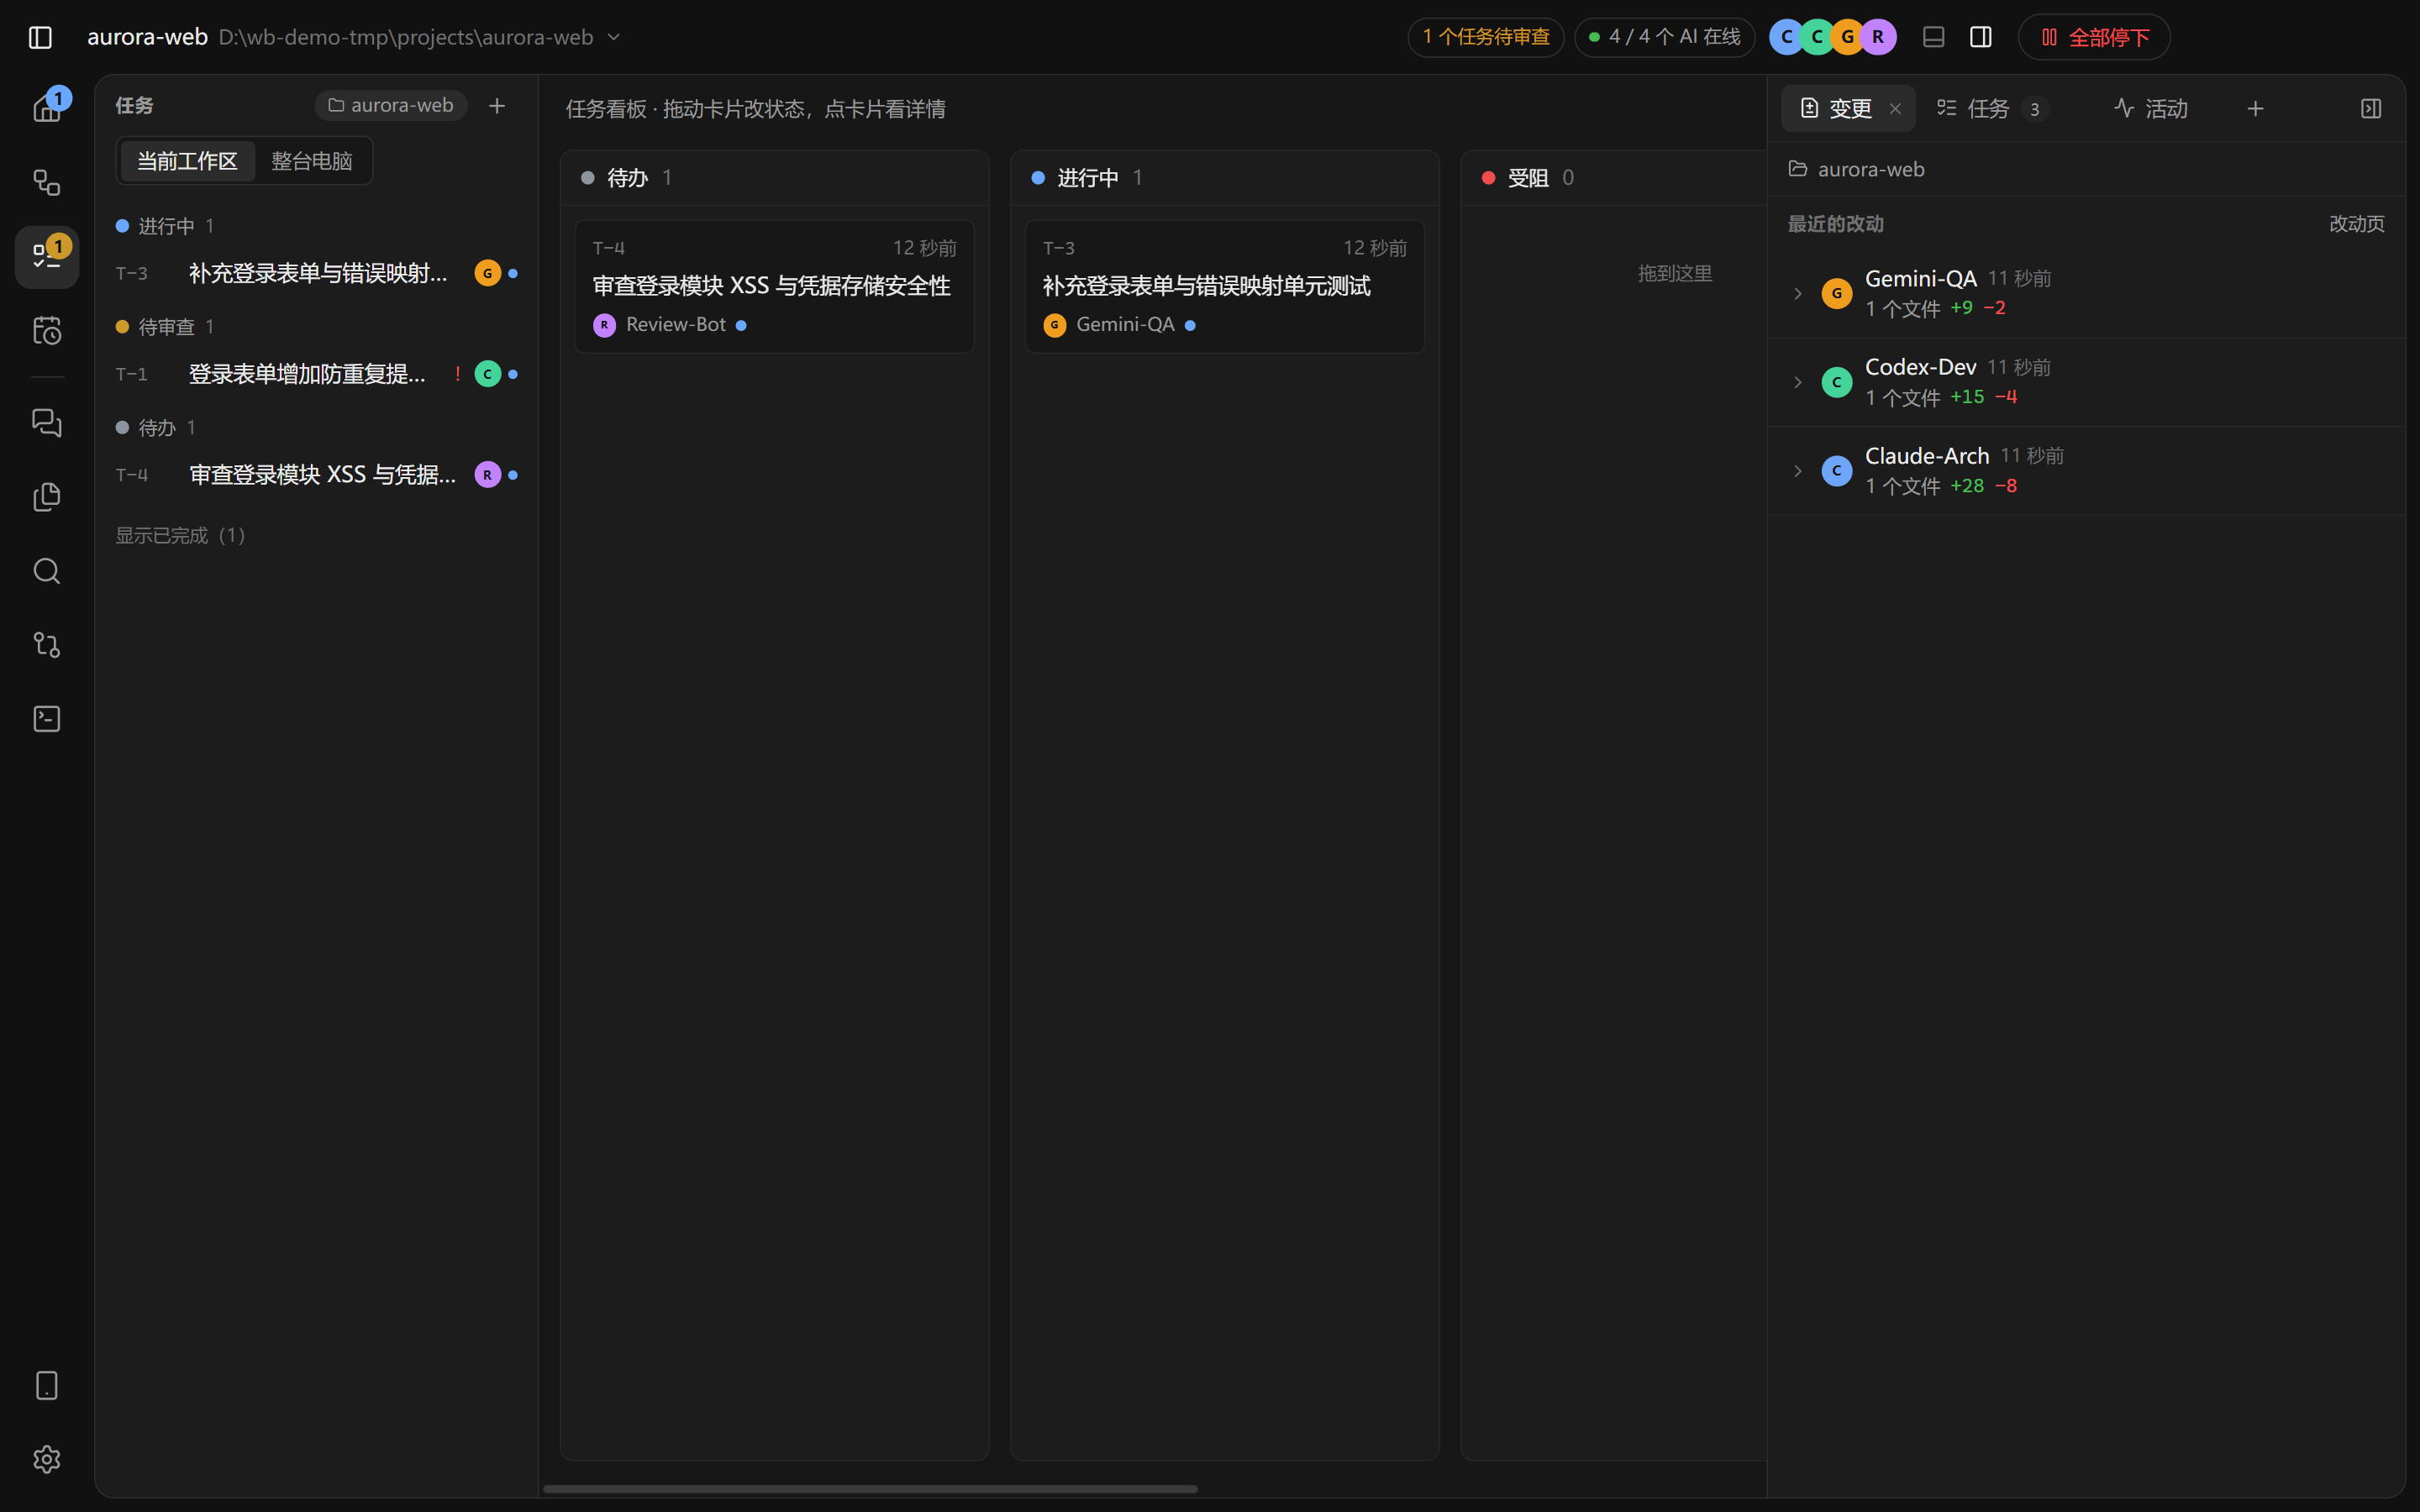 aurora-web D:\wb-demo-tmp\projects\aurora-web
1 个任务待审查
4 / 4 个 AI 在线
C C G R
全部停下
1
1
任务
aurora-web
当前工作区 整台电脑
进行中 1
T-3 补充登录表单与错误映射... G
待审查 1
T-1 登录表单增加防重复提... ! C
待办 1
T-4 审查登录模块 XSS 与凭据... R
显示已完成（1）
任务看板 · 拖动卡片改状态，点卡片看详情
待办 1
T-4 12 秒前
审查登录模块 XSS 与凭据存储安全性
R Review-Bot
进行中 1
T-3 12 秒前
补充登录表单与错误映射单元测试
G Gemini-QA
受阻 0
拖到这里
变更
任务 3
活动
aurora-web
最近的改动 改动页
G Gemini-QA 11 秒前
1 个文件 +9 −2
C Codex-Dev 11 秒前
1 个文件 +15 −4
C Claude-Arch 11 秒前
1 个文件 +28 −8